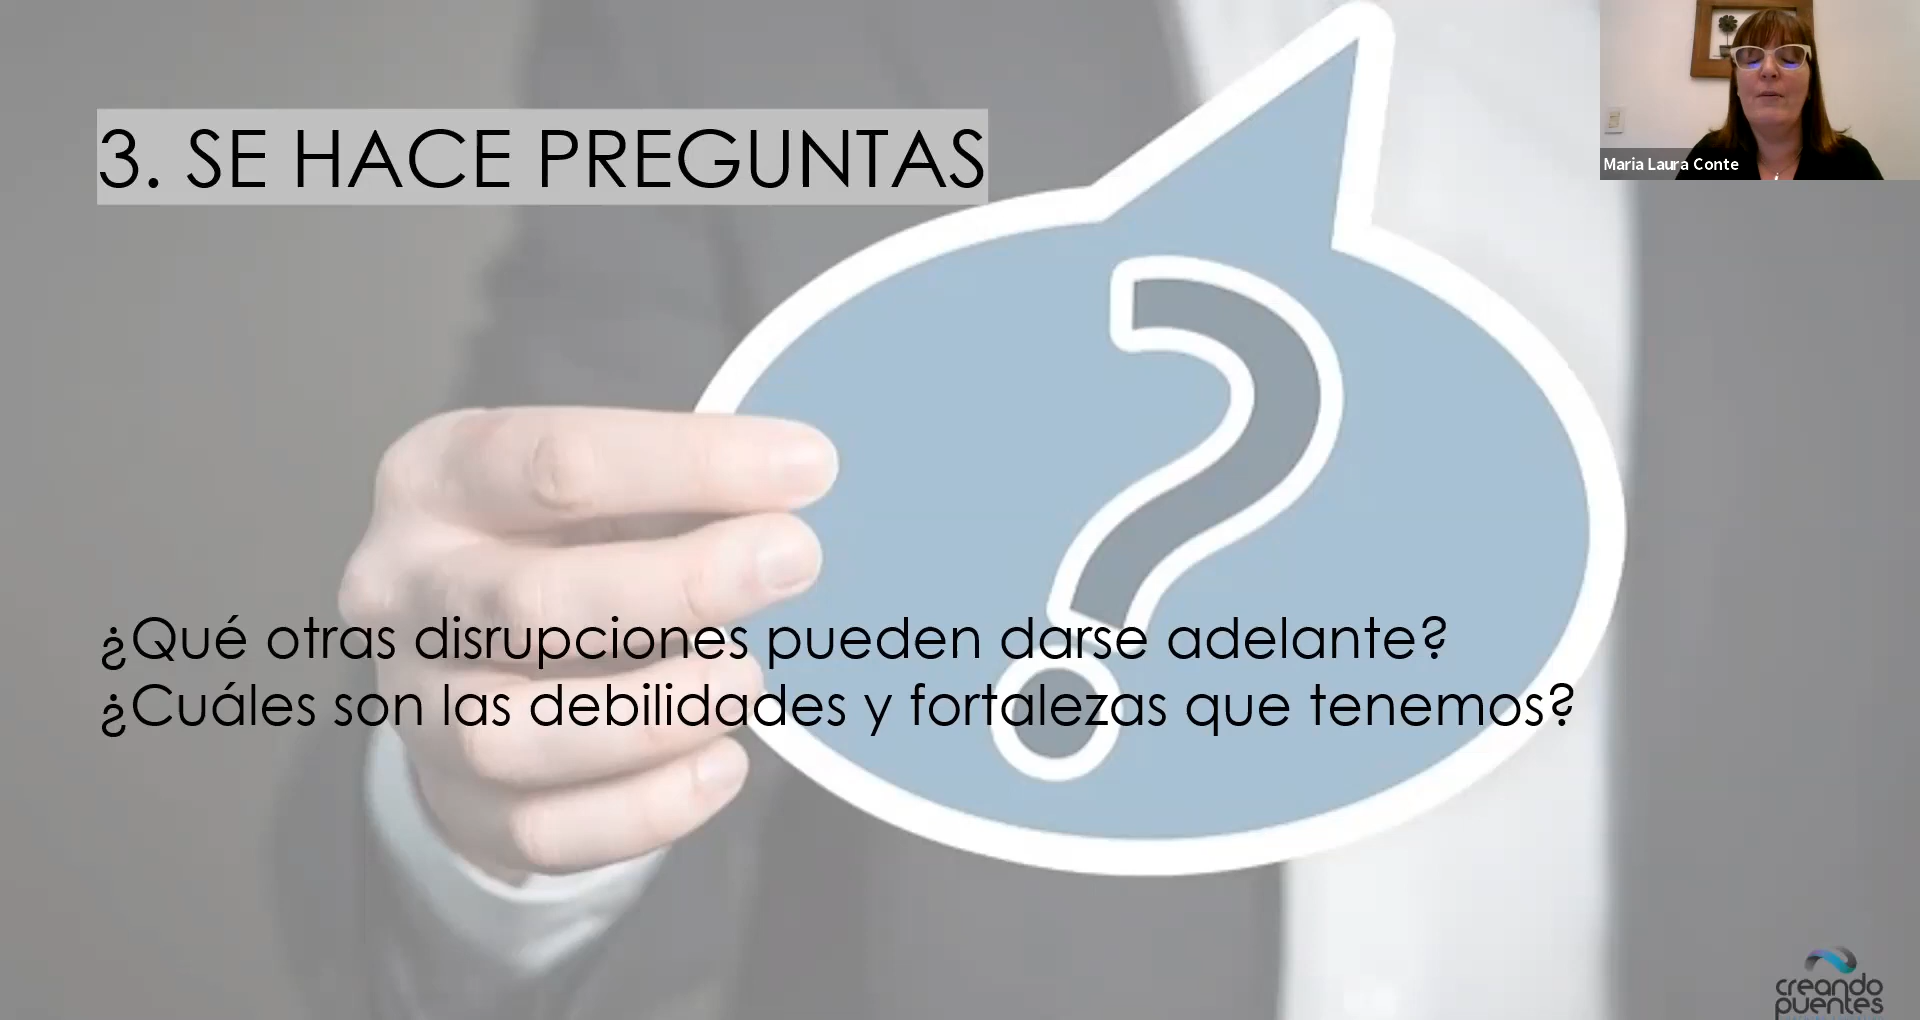 3. SE HACE PREGUNTAS
Maria Laura Conte
¿Qué otras disrupciones pueden darse adelante?
¿Cuáles son las debilidades y fortalezas que tenemos?
creando
puentes